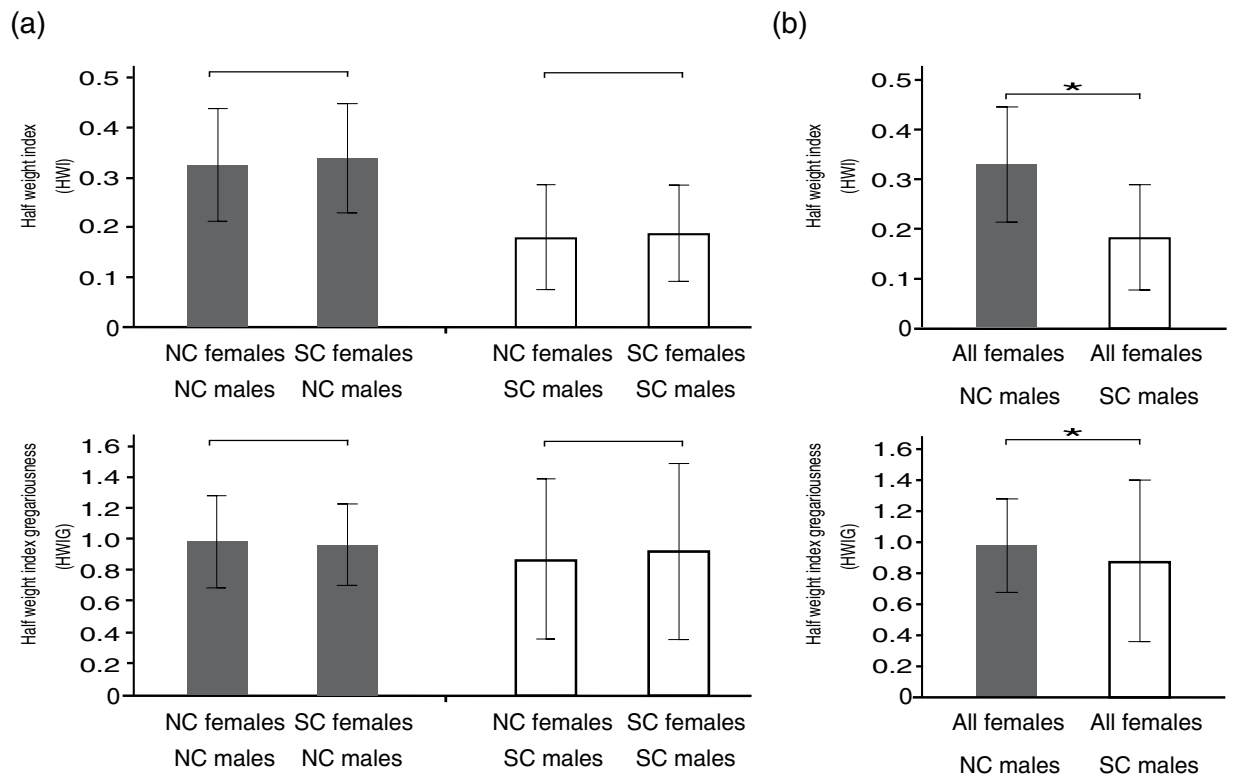 (a)
Half weight index
(HWI)
0.5
0.4
0.3
0.2
0.1
0
NC females SC females NC females SC females
NC males NC males SC males SC males
(b)
Half weight index
(HWI)
0.5
0.4
0.3
0.2
0.1
0
*
All females All females
NC males SC males
Half weight index gregariousness
(HWIG)
1.6
1.4
1.2
1.0
0.8
0.6
0.4
0.2
0
NC females SC females NC females SC females
NC males NC males SC males SC males
Half weight index gregariousness
(HWIG)
1.6
1.4
1.2
1.0
0.8
0.6
0.4
0.2
0
*
All females All females
NC males SC males